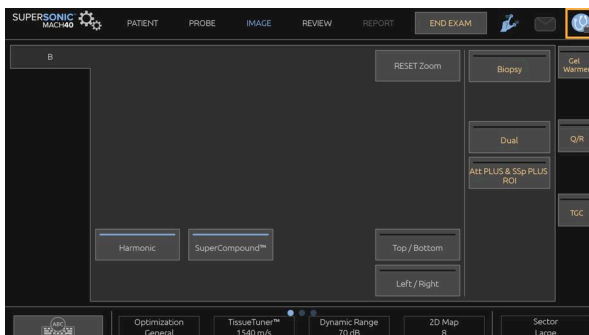 SUPERSONIC
MACH40
PATIENT
PROBE
IMAGE
REVIEW
REPORT
END EXAM
B
RESET Zoom
Biopsy
Gel
Warmer
Dual
Q/R
Att PLUS & SSp PLUS
ROI
TGC
Harmonic
SuperCompound™
Top / Bottom
Left / Right
ABC
Optimization
General
TissueTuner™
1540 m/s
Dynamic Range
70 dB
2D Map
8
Sector
Large